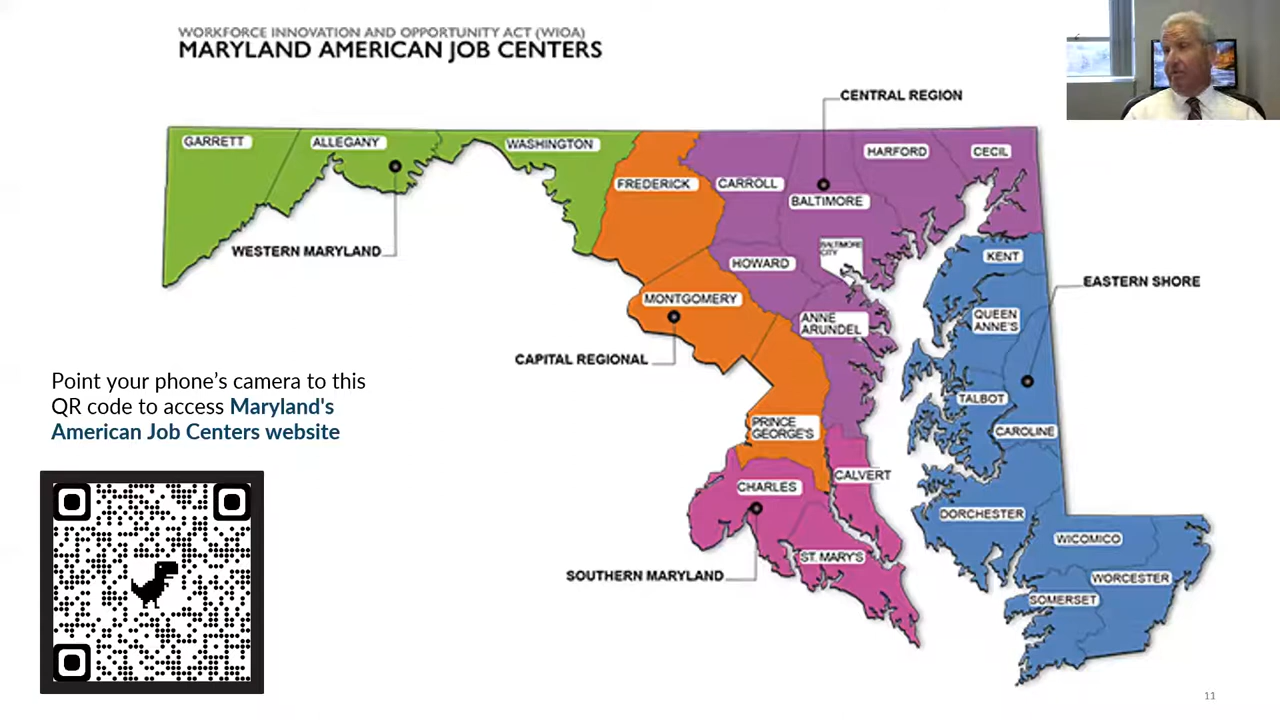 WORKFORCE INNOVATION AND OPPORTUNITY ACT (WIOA)
MARYLAND AMERICAN JOB CENTERS
CENTRAL REGION
GARRETT
ALLEGANY
WASHINGTON
HARFORD
CECIL
FREDERICK
CARROLL
BALTIMORE
WESTERN MARYLAND
BALTIMORE
CITY
KENT
HOWARD
EASTERN SHORE
MONTGOMERY
QUEEN
ANNE'S
ANNE
ARUNDEL
CAPITAL REGIONAL
Point your phone's camera to this
QR code to access Maryland's
American Job Centers website
TALBOT
CAROLINE
PRINCE
GEORGE'S
CALVERT
CHARLES
DORCHESTER
WICOMICO
ST. MARY'S
SOUTHERN MARYLAND
WORCESTER
SOMERSET
11